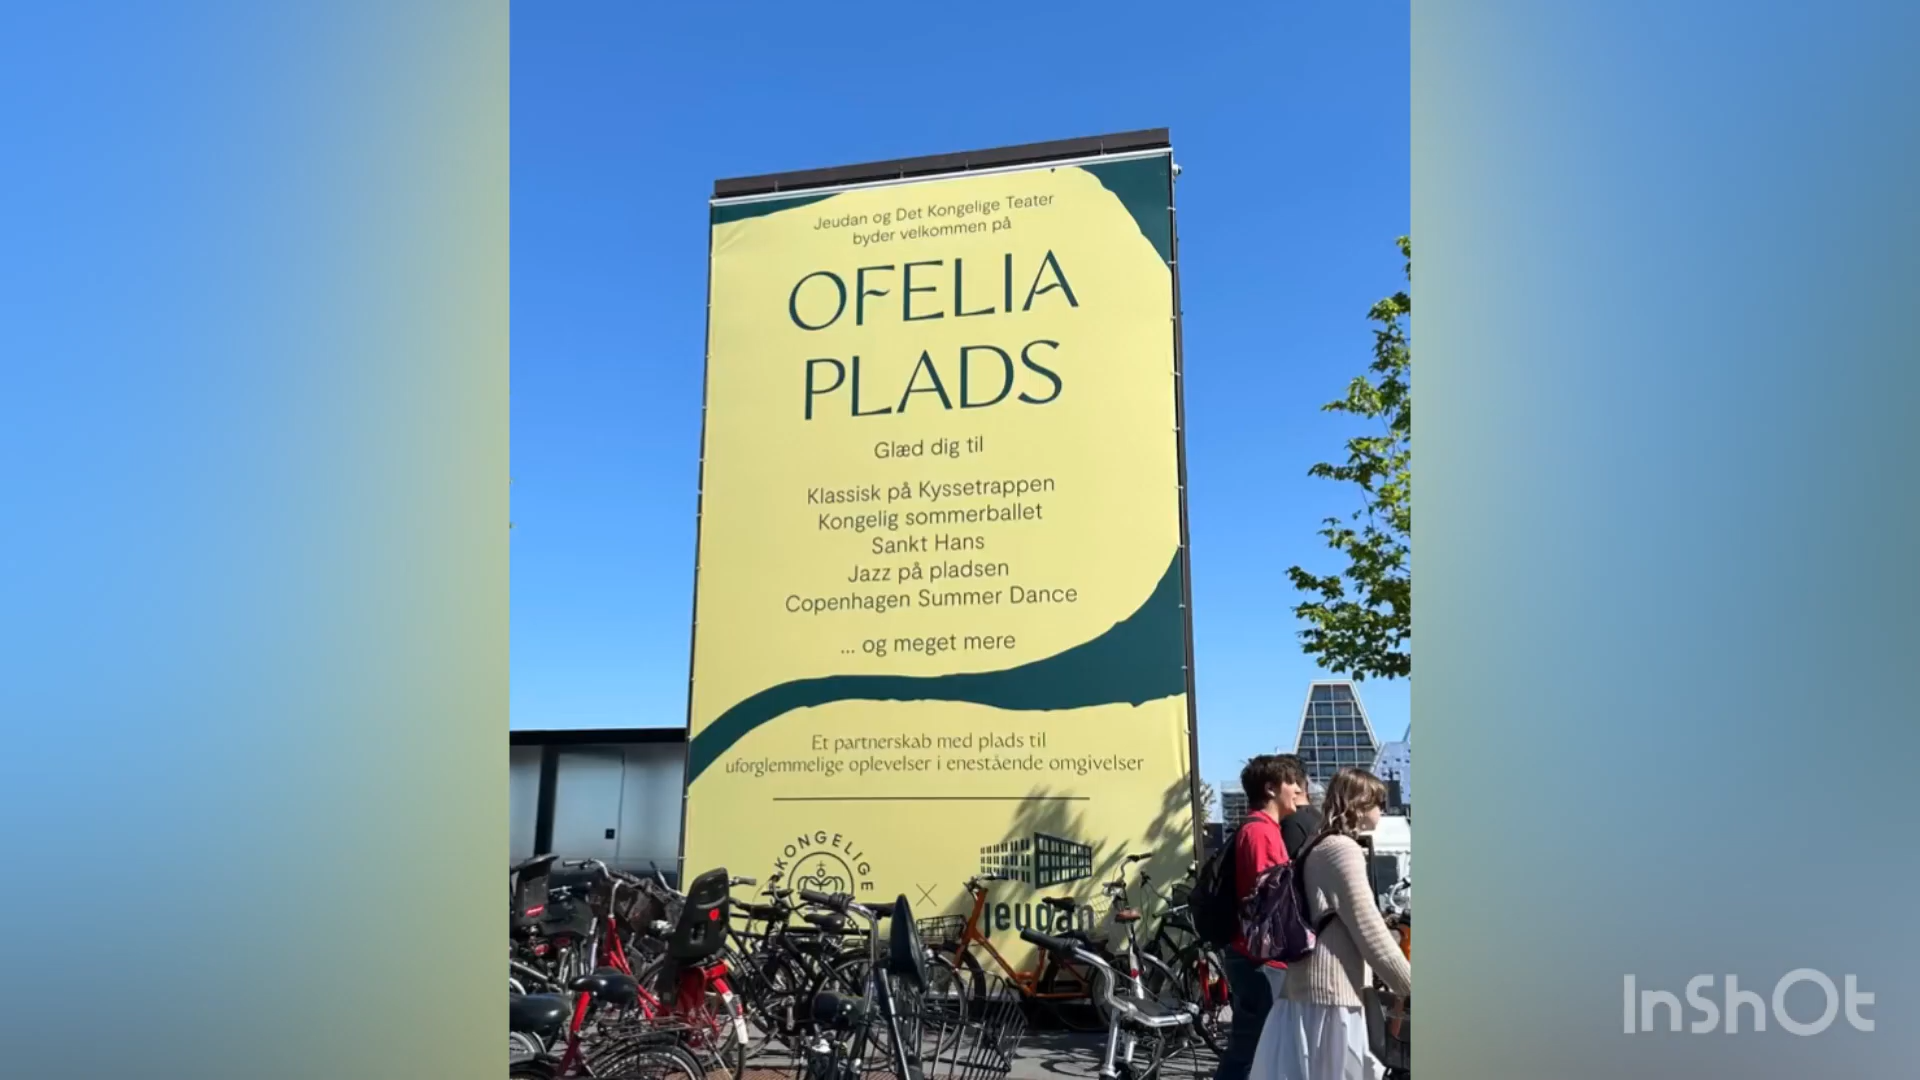 Jeudan og Det Kongelige Teater
byder velkommen på
OFELIA
PLADS
Glæd dig til
Klassisk på Kyssetrappen
Kongelig sommerballet
Sankt Hans
Jazz på pladsen
Copenhagen Summer Dance
... og meget mere
Et partnerskab med plads til
uforglemmelige oplevelser i enestående omgivelser
KONGELIGE
×
jeudan
InShOt